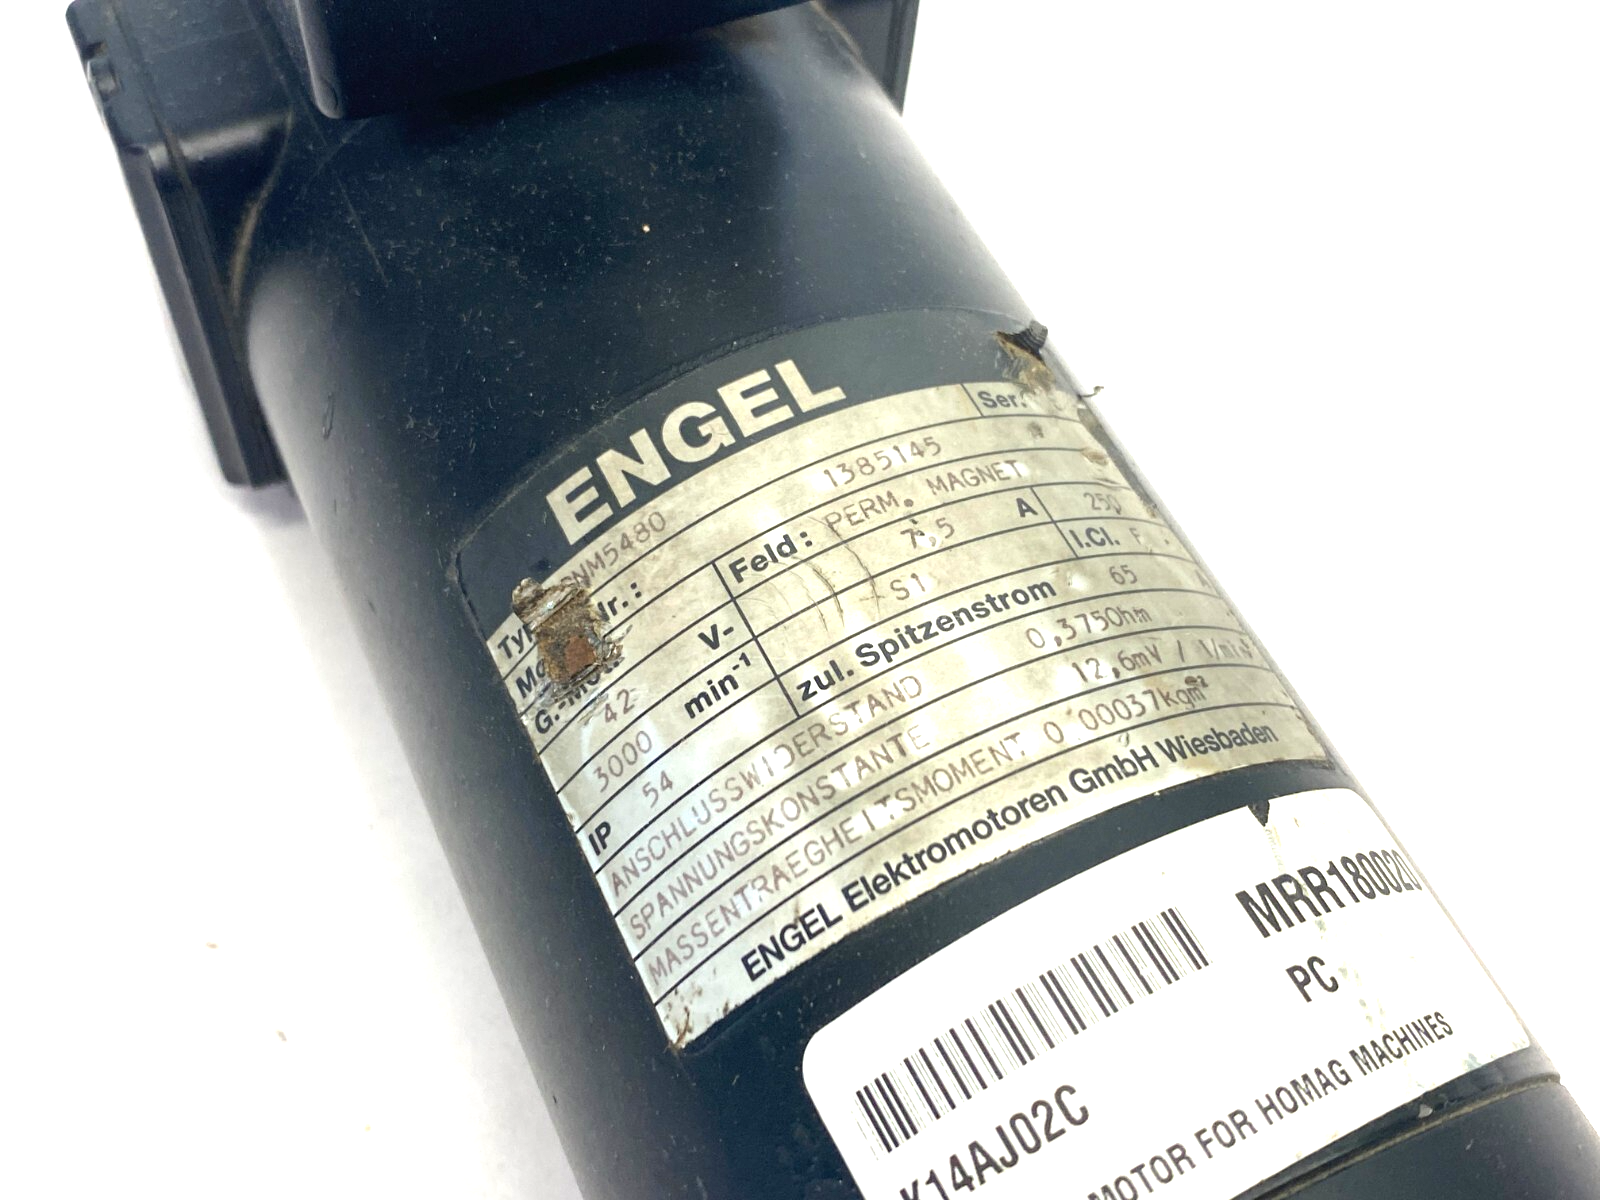 ENGEL
GNM5480
Nr.: 1385145 Ser.
Feld: PERM. MAGNET
42 V- 7,5 A 250
3000 min-1 S1 I.Cl. F
IP 54 zul. Spitzenstrom 65 A
ANSCHLUSSWIDERSTAND 0,375Ohm
SPANNUNGSKONSTANTE 12,6mV / 1/min
MASSENTRAEGHEITSMOMENT 0,00037kgm²
ENGEL Elektromotoren GmbH Wiesbaden
MRR180020
PC
K14AJ02C
MOTOR FOR HOMAG MACHINES